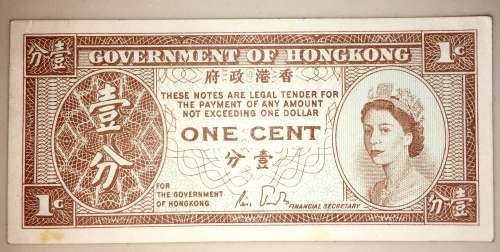 分壹 GOVERNMENT OF HONGKONG 1C
府政港香
THESE NOTES ARE LEGAL TENDER FOR
THE PAYMENT OF ANY AMOUNT
NOT EXCEEDING ONE DOLLAR
壹分
ONE CENT
分壹
FOR
THE GOVERNMENT
OF HONGKONG
FINANCIAL SECRETARY
1C
分壹